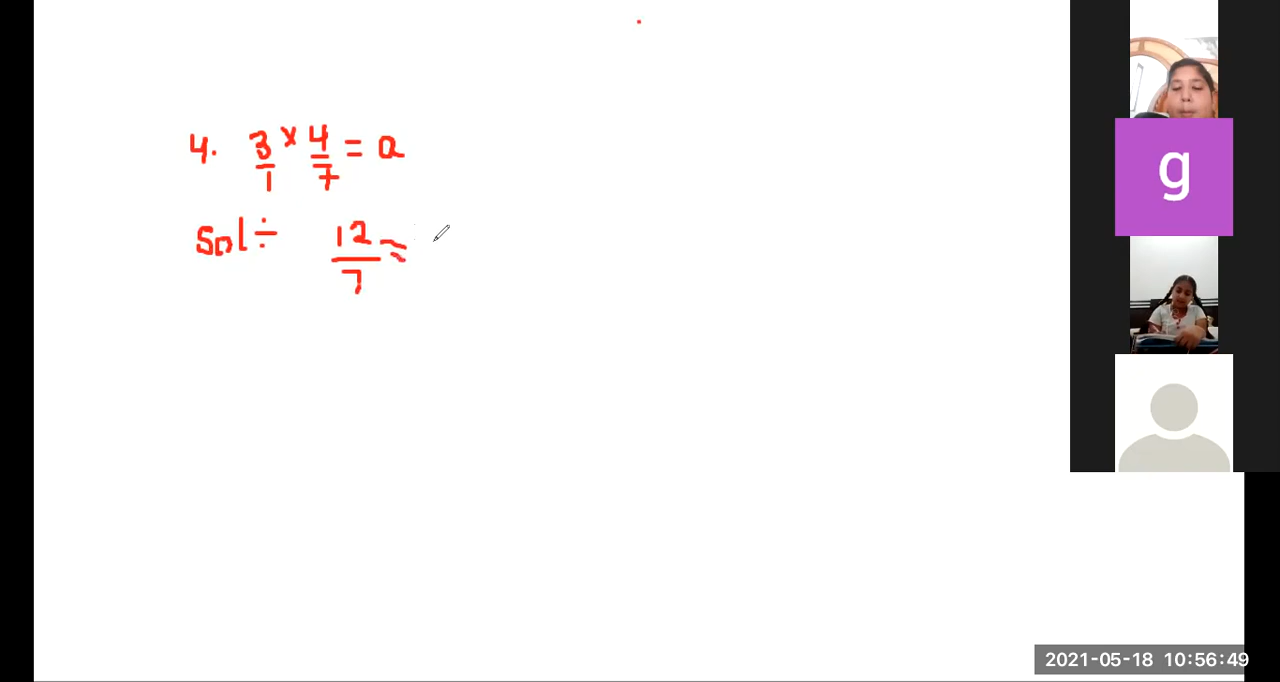 4. 3/1 × 4/7 = a
Sol ÷ 12/7 =
g
2021-05-18 10:56:49